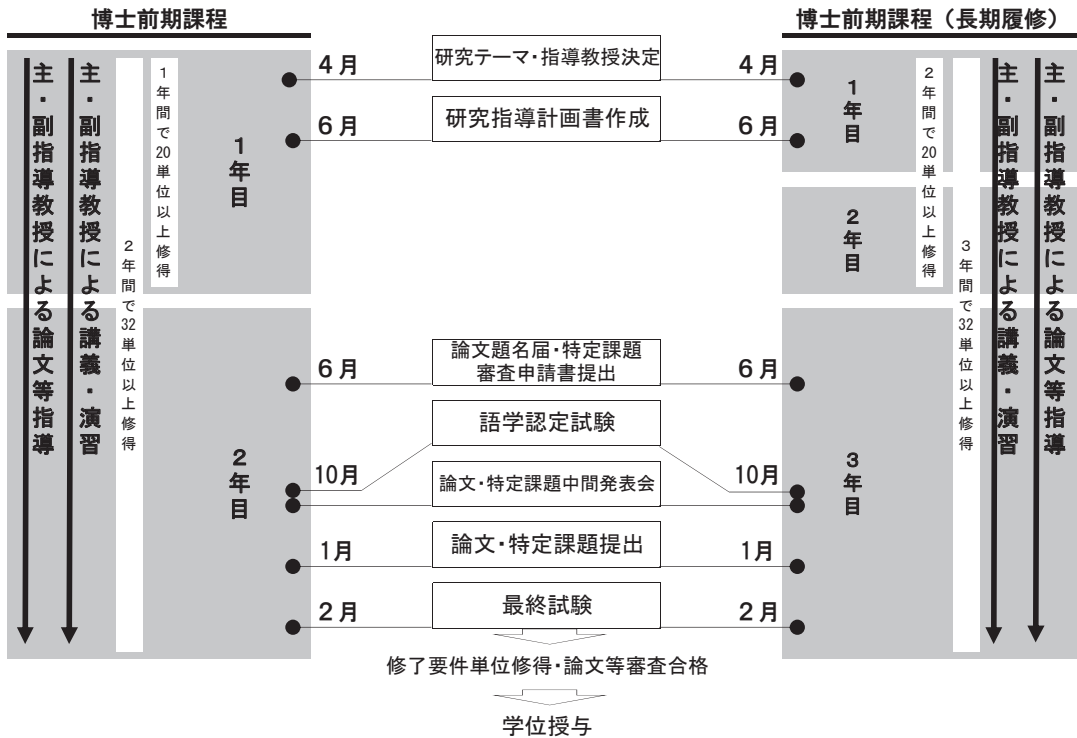 博士前期課程
博士前期課程（長期履修）
主・副指導教授による論文等指導
主・副指導教授による講義・演習
2年間で32単位以上修得
1年間で20単位以上修得
1年目
4月
研究テーマ・指導教授決定
4月
6月
研究指導計画書作成
6月
1年目
2年目
2年間で20単位以上修得
3年間で32単位以上修得
主・副指導教授による講義・演習
主・副指導教授による論文等指導
2年目
6月
論文題名届・特定課題
審査申請書提出
6月
語学認定試験
10月
論文・特定課題中間発表会
10月
3年目
1月
論文・特定課題提出
1月
2月
最終試験
2月
修了要件単位修得・論文等審査合格
学位授与